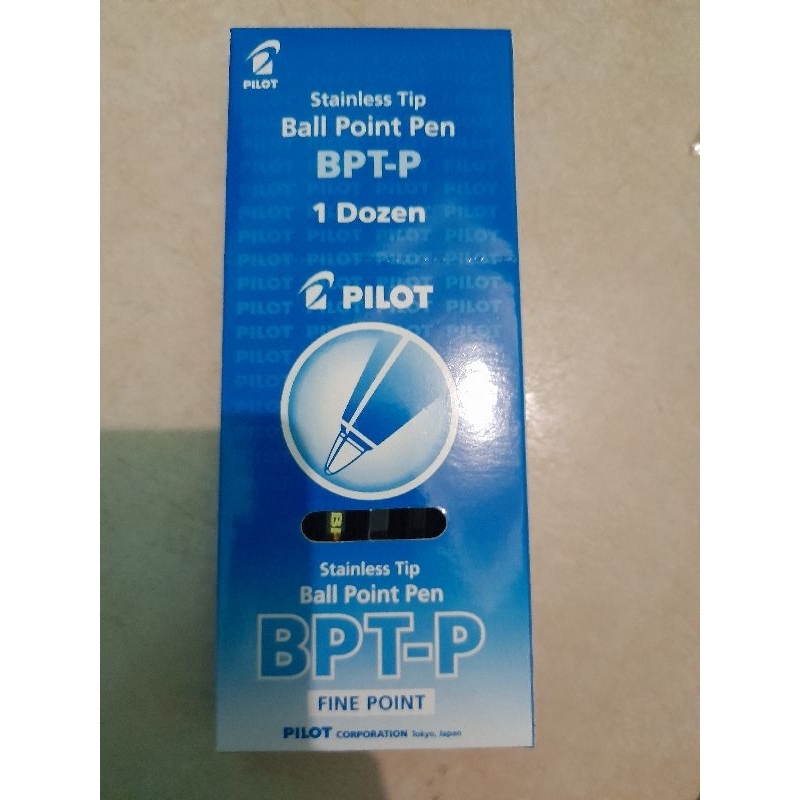 PILOT
Stainless Tip
Ball Point Pen
BPT-P
1 Dozen
PILOT
Stainless Tip
Ball Point Pen
BPT-P
FINE POINT
PILOT CORPORATION Tokyo, Japan